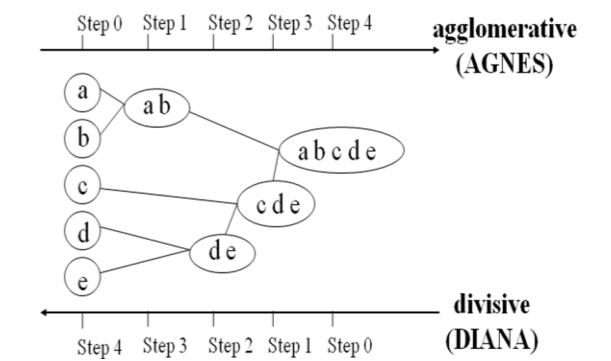 Step 0 Step 1 Step 2 Step 3 Step 4
agglomerative
(AGNES)
a
a b
b
a b c d e
c
c d e
d
d e
e
divisive
(DIANA)
Step 4 Step 3 Step 2 Step 1 Step 0